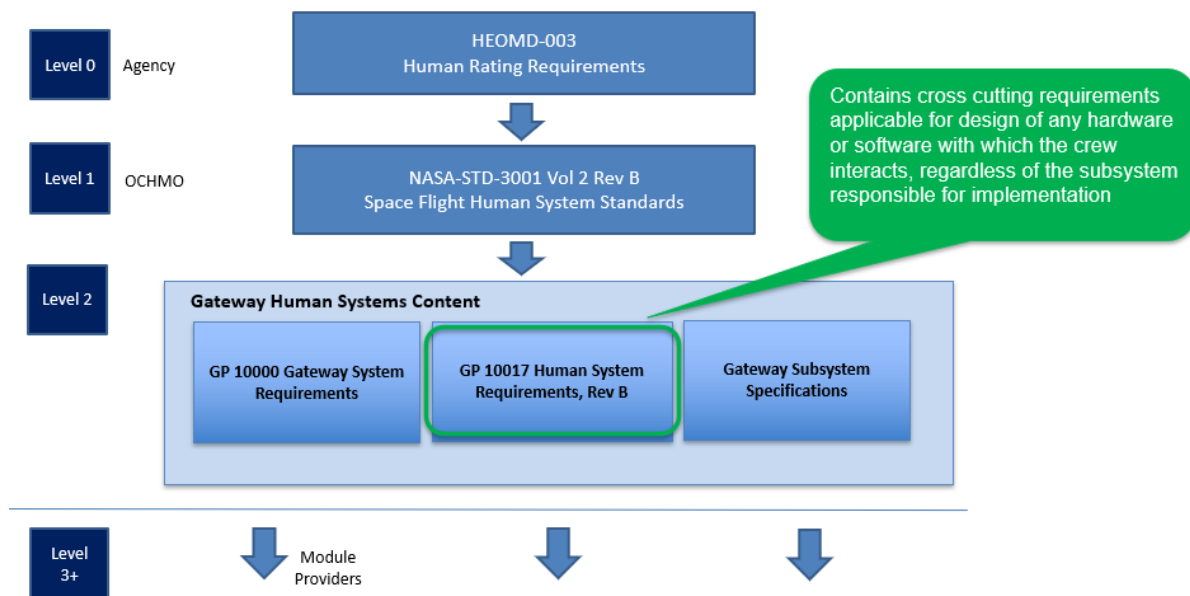 Level 0
Agency
HEOMD-003
Human Rating Requirements
Contains cross cutting requirements
applicable for design of any hardware
or software with which the crew
interacts, regardless of the subsystem
responsible for implementation
Level 1
OCHMO
NASA-STD-3001 Vol 2 Rev B
Space Flight Human System Standards
Level 2
Gateway Human Systems Content
GP 10000 Gateway System
Requirements
GP 10017 Human System
Requirements, Rev B
Gateway Subsystem
Specifications
Level
3+
Module
Providers